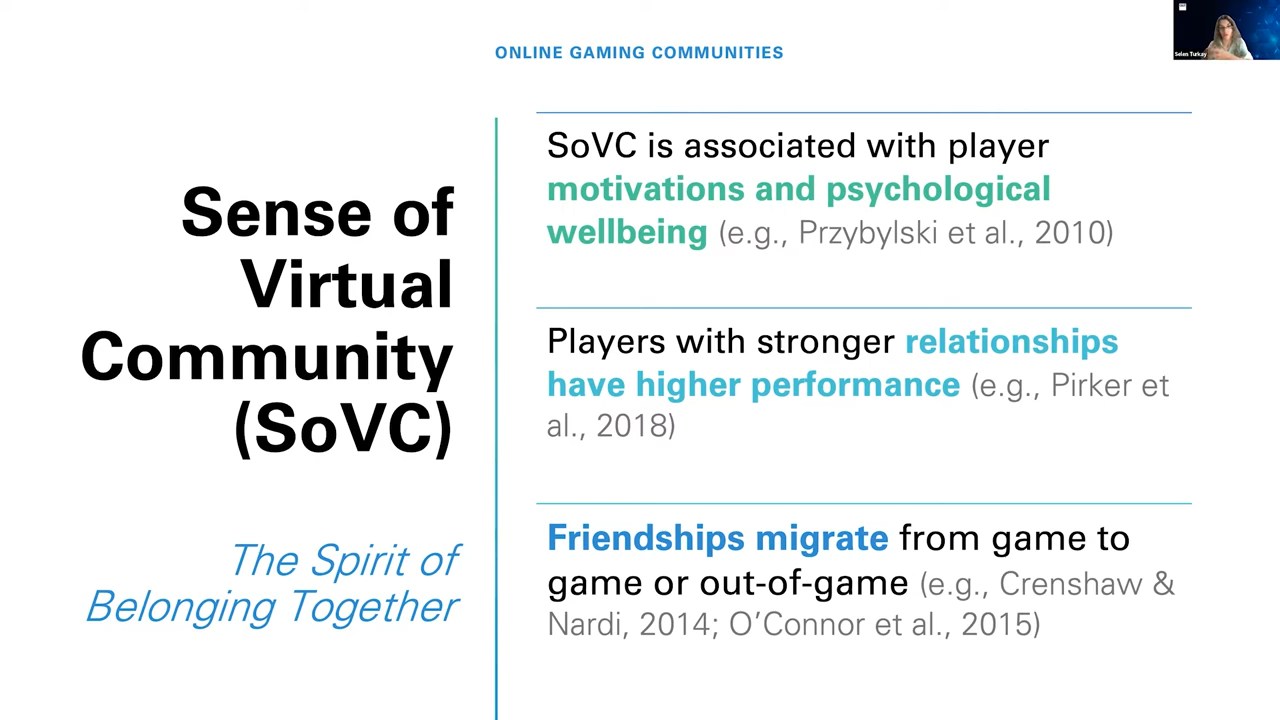 ONLINE GAMING COMMUNITIES
Selen Turkay
Sense of
Virtual
Community
(SoVC)
The Spirit of
Belonging Together
SoVC is associated with player
motivations and psychological
wellbeing (e.g., Przybylski et al., 2010)
Players with stronger relationships
have higher performance (e.g., Pirker et
al., 2018)
Friendships migrate from game to
game or out-of-game (e.g., Crenshaw &
Nardi, 2014; O’Connor et al., 2015)